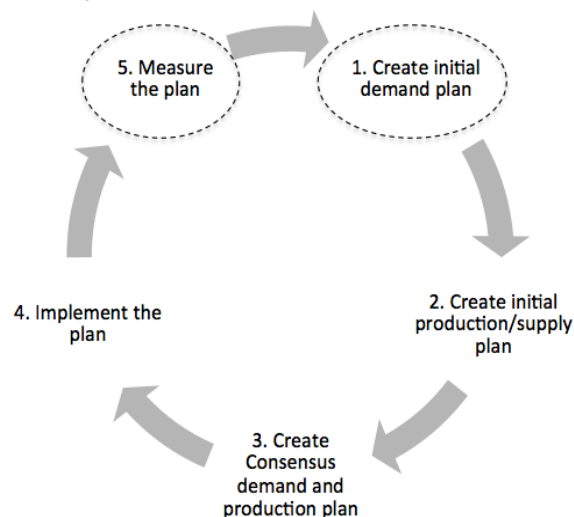 5. Measure
the plan
1. Create initial
demand plan
2. Create initial
production/supply
plan
4. Implement the
plan
3. Create
Consensus
demand and
production plan